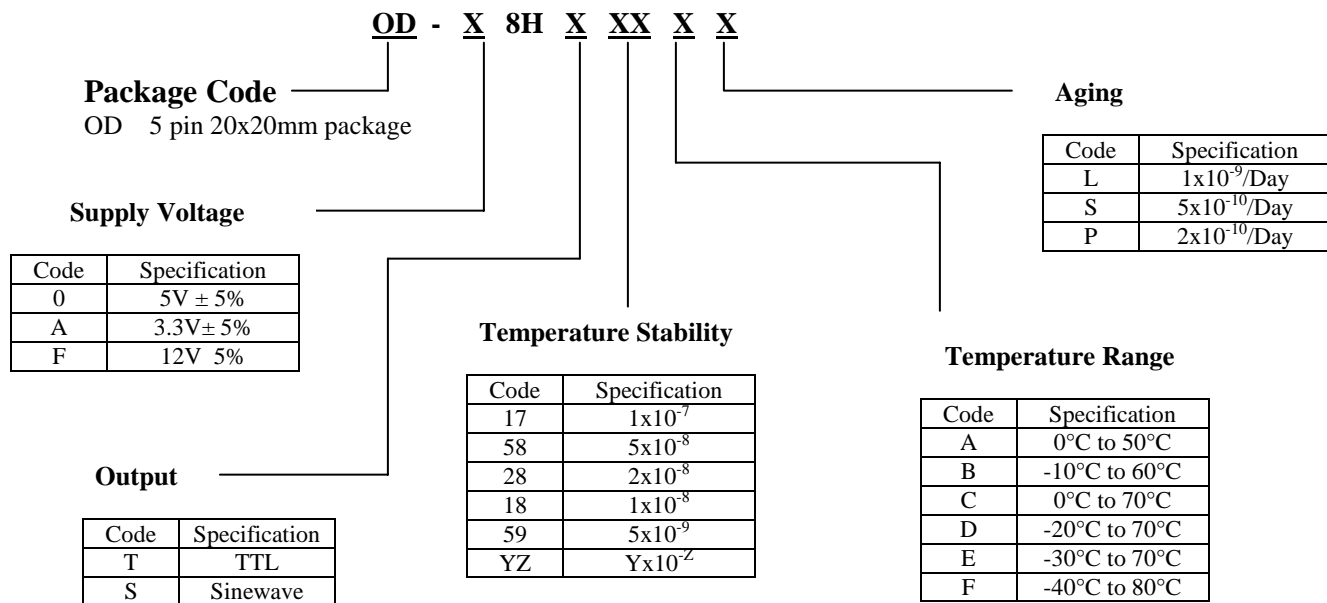 OD - X 8H X XX X X
Package Code
OD 5 pin 20x20mm package
Supply Voltage
Code Specification
0 5V ± 5%
A 3.3V± 5%
F 12V 5%
Output
Code Specification
T TTL
S Sinewave
Temperature Stability
Code Specification
17 1x10⁻⁷
58 5x10⁻⁸
28 2x10⁻⁸
18 1x10⁻⁸
59 5x10⁻⁹
YZ Yx10⁻ᶻ
Aging
Code Specification
L 1x10⁻⁹/Day
S 5x10⁻¹⁰/Day
P 2x10⁻¹⁰/Day
Temperature Range
Code Specification
A 0°C to 50°C
B -10°C to 60°C
C 0°C to 70°C
D -20°C to 70°C
E -30°C to 70°C
F -40°C to 80°C